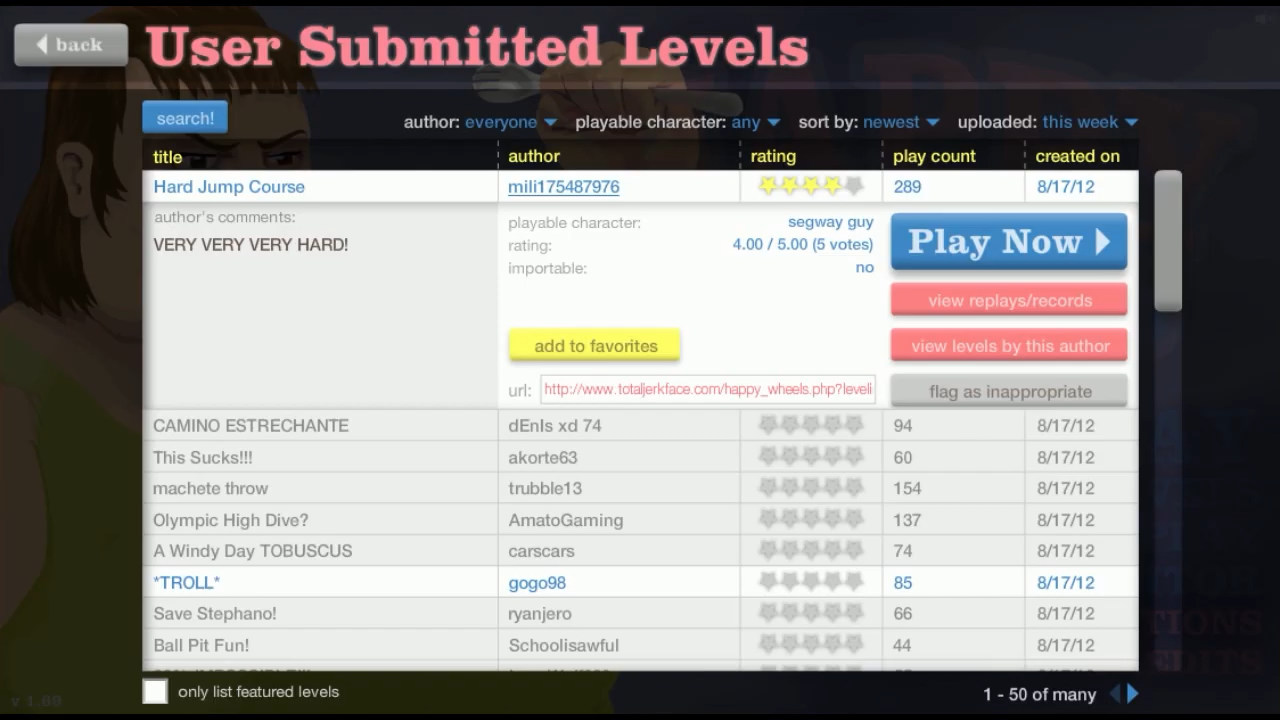 back
User Submitted Levels
search!
author: everyone playable character: any sort by: newest uploaded: this week
title author rating play count created on
Hard Jump Course mili175487976 289 8/17/12
author's comments:
VERY VERY VERY HARD!
playable character: segway guy
rating: 4.00 / 5.00 (5 votes)
importable: no
Play Now
view replays/records
add to favorites
view levels by this author
url: http://www.totaljerkface.com/happy_wheels.php?leveli
flag as inappropriate
CAMINO ESTRECHANTE dEnIs xd 74 94 8/17/12
This Sucks!!! akorte63 60 8/17/12
machete throw trubble13 154 8/17/12
Olympic High Dive? AmatoGaming 137 8/17/12
A Windy Day TOBUSCUS carscars 74 8/17/12
*TROLL* gogo98 85 8/17/12
Save Stephano! ryanjero 66 8/17/12
Ball Pit Fun! Schoolisawful 44 8/17/12
only list featured levels
1 - 50 of many